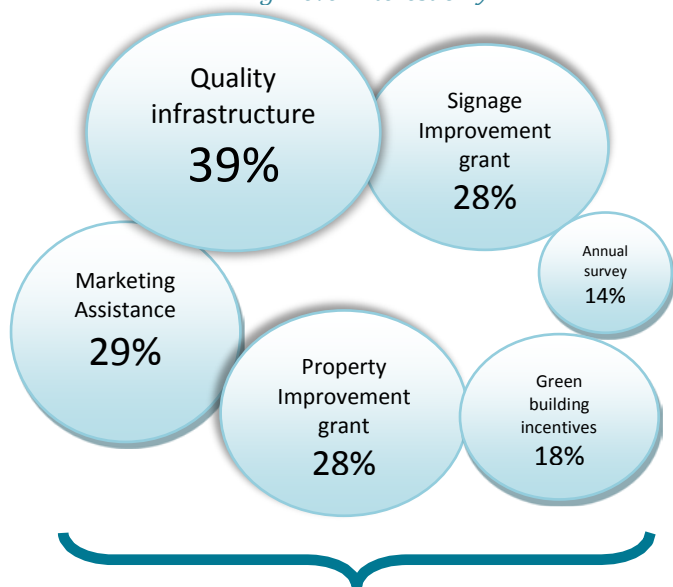 Quality
infrastructure
39%
Signage
Improvement
grant
28%
Annual
survey
14%
Marketing
Assistance
29%
Property
Improvement
grant
28%
Green
building
incentives
18%